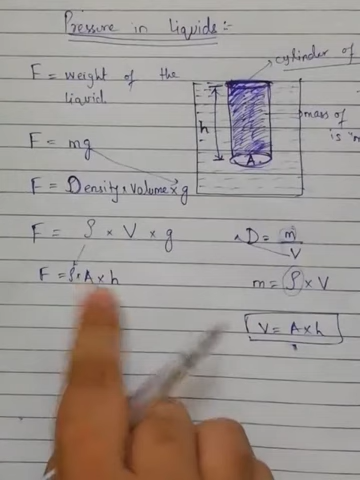 Pressure in liquids:-
cylinder of
F = weight of the
liquid
h
A
mass of
is "m
F = mg
F = Density x volume x g
F = ρ × V × g
D = m/V
F = ρ × A × h
m = ρ × V
V = A × h